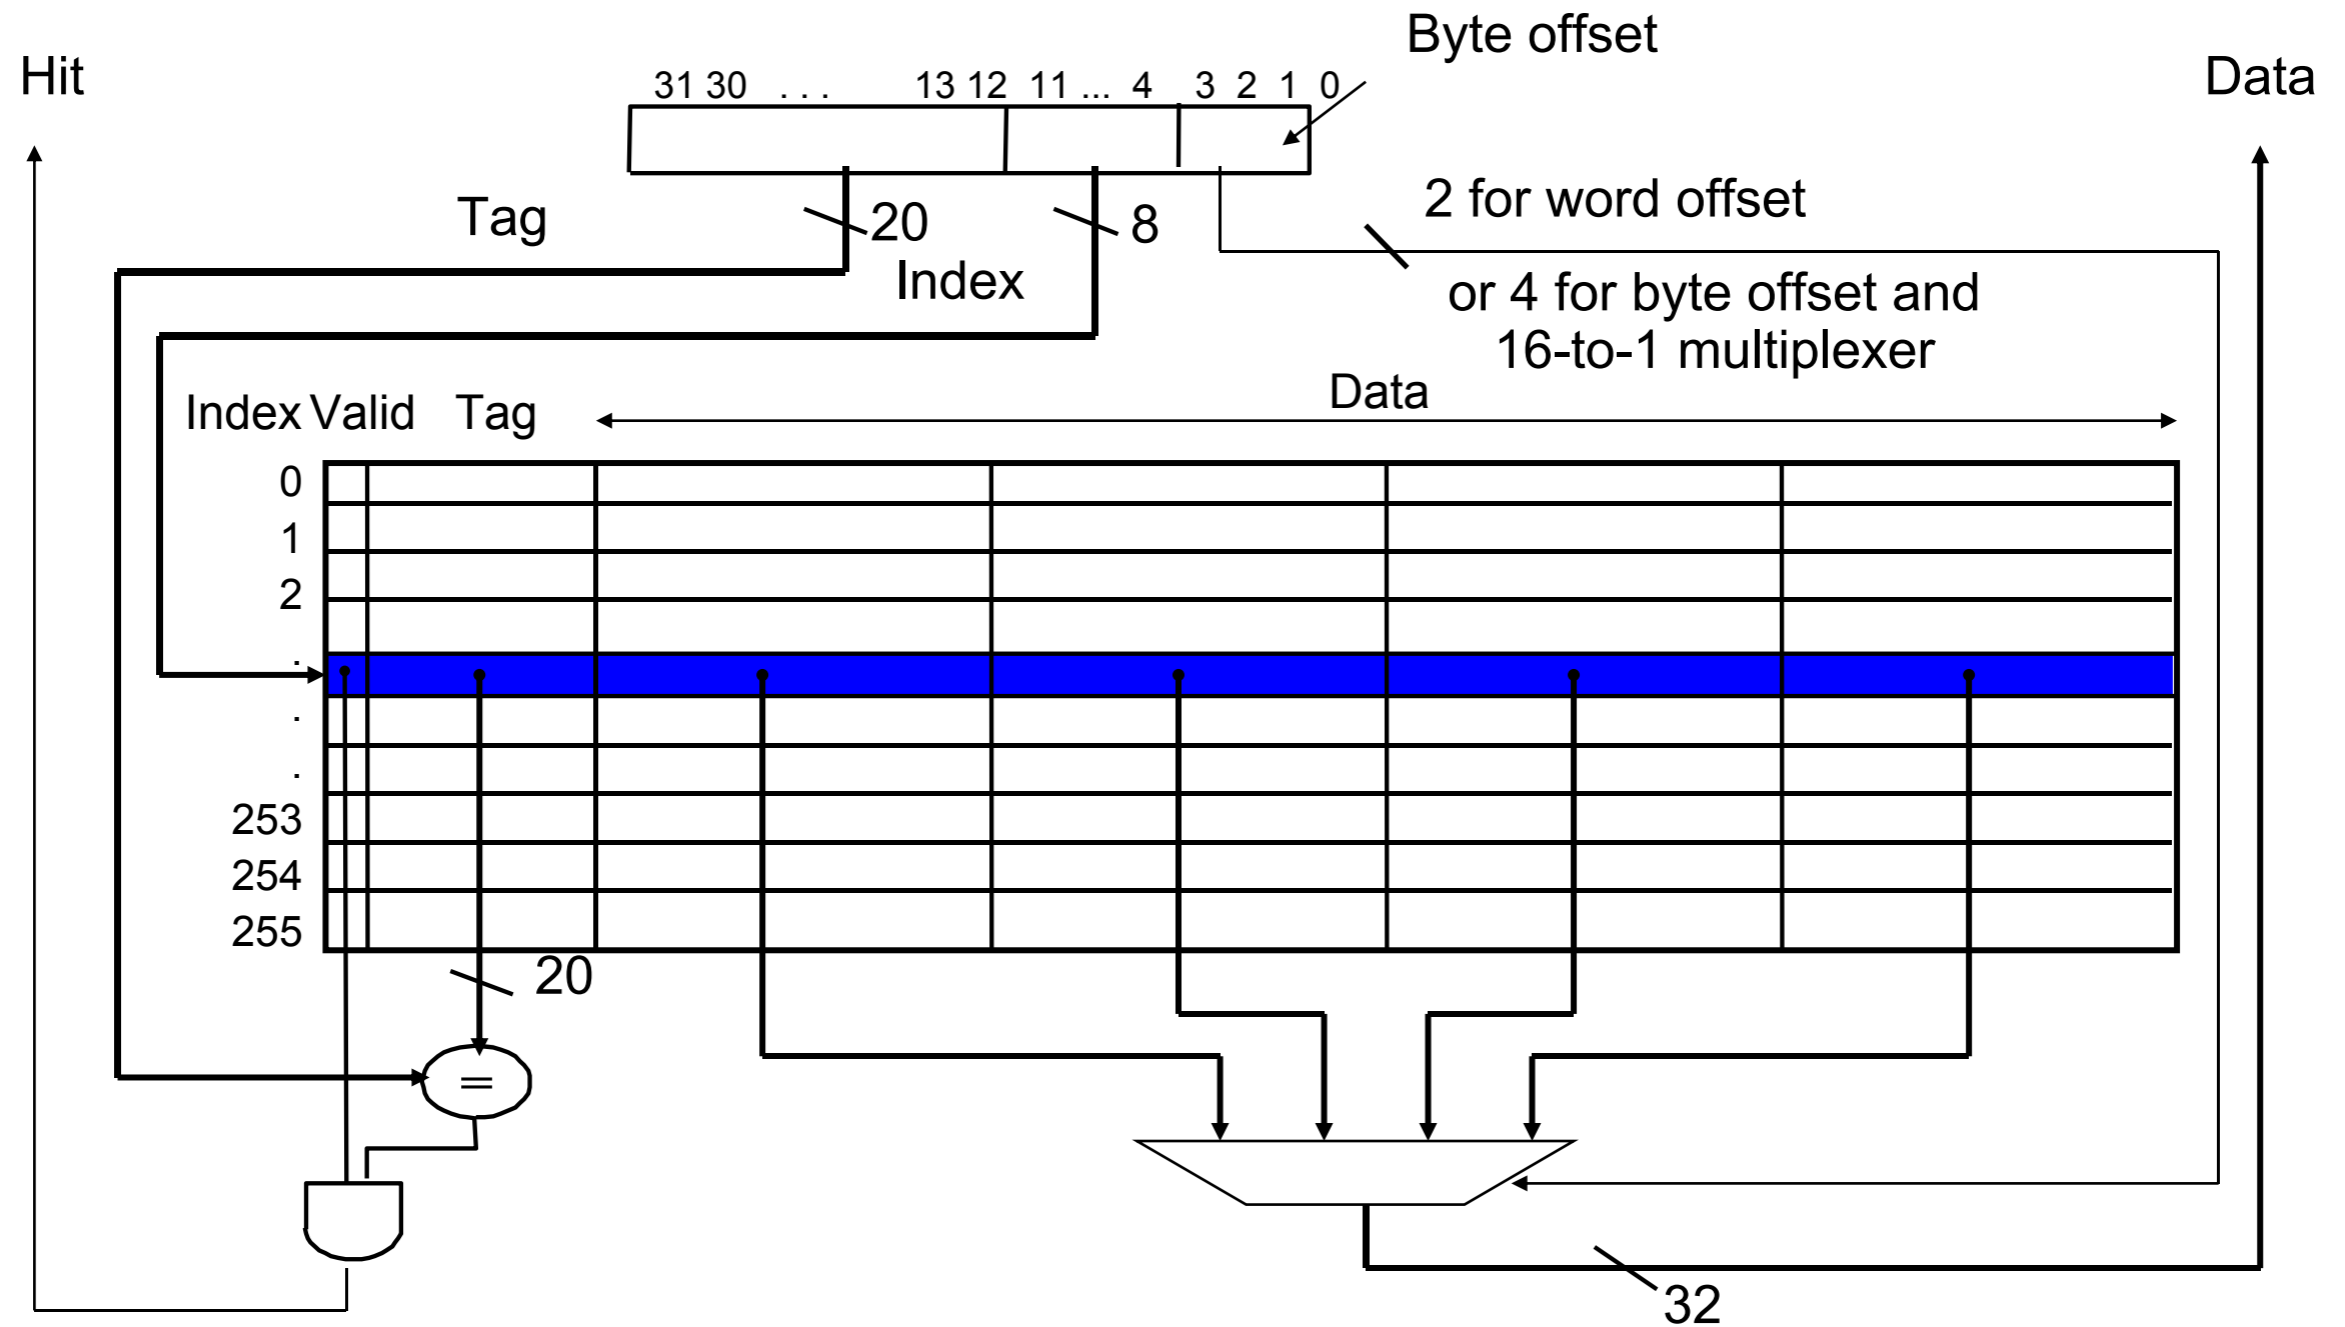 Byte offset
Hit
Data
31 30 . . . 13 12 11 ... 4 3 2 1 0
2 for word offset
Tag
20
8
Index
or 4 for byte offset and
16-to-1 multiplexer
Data
Index Valid Tag
0
1
2
.
.
.
253
254
255
20
=
32